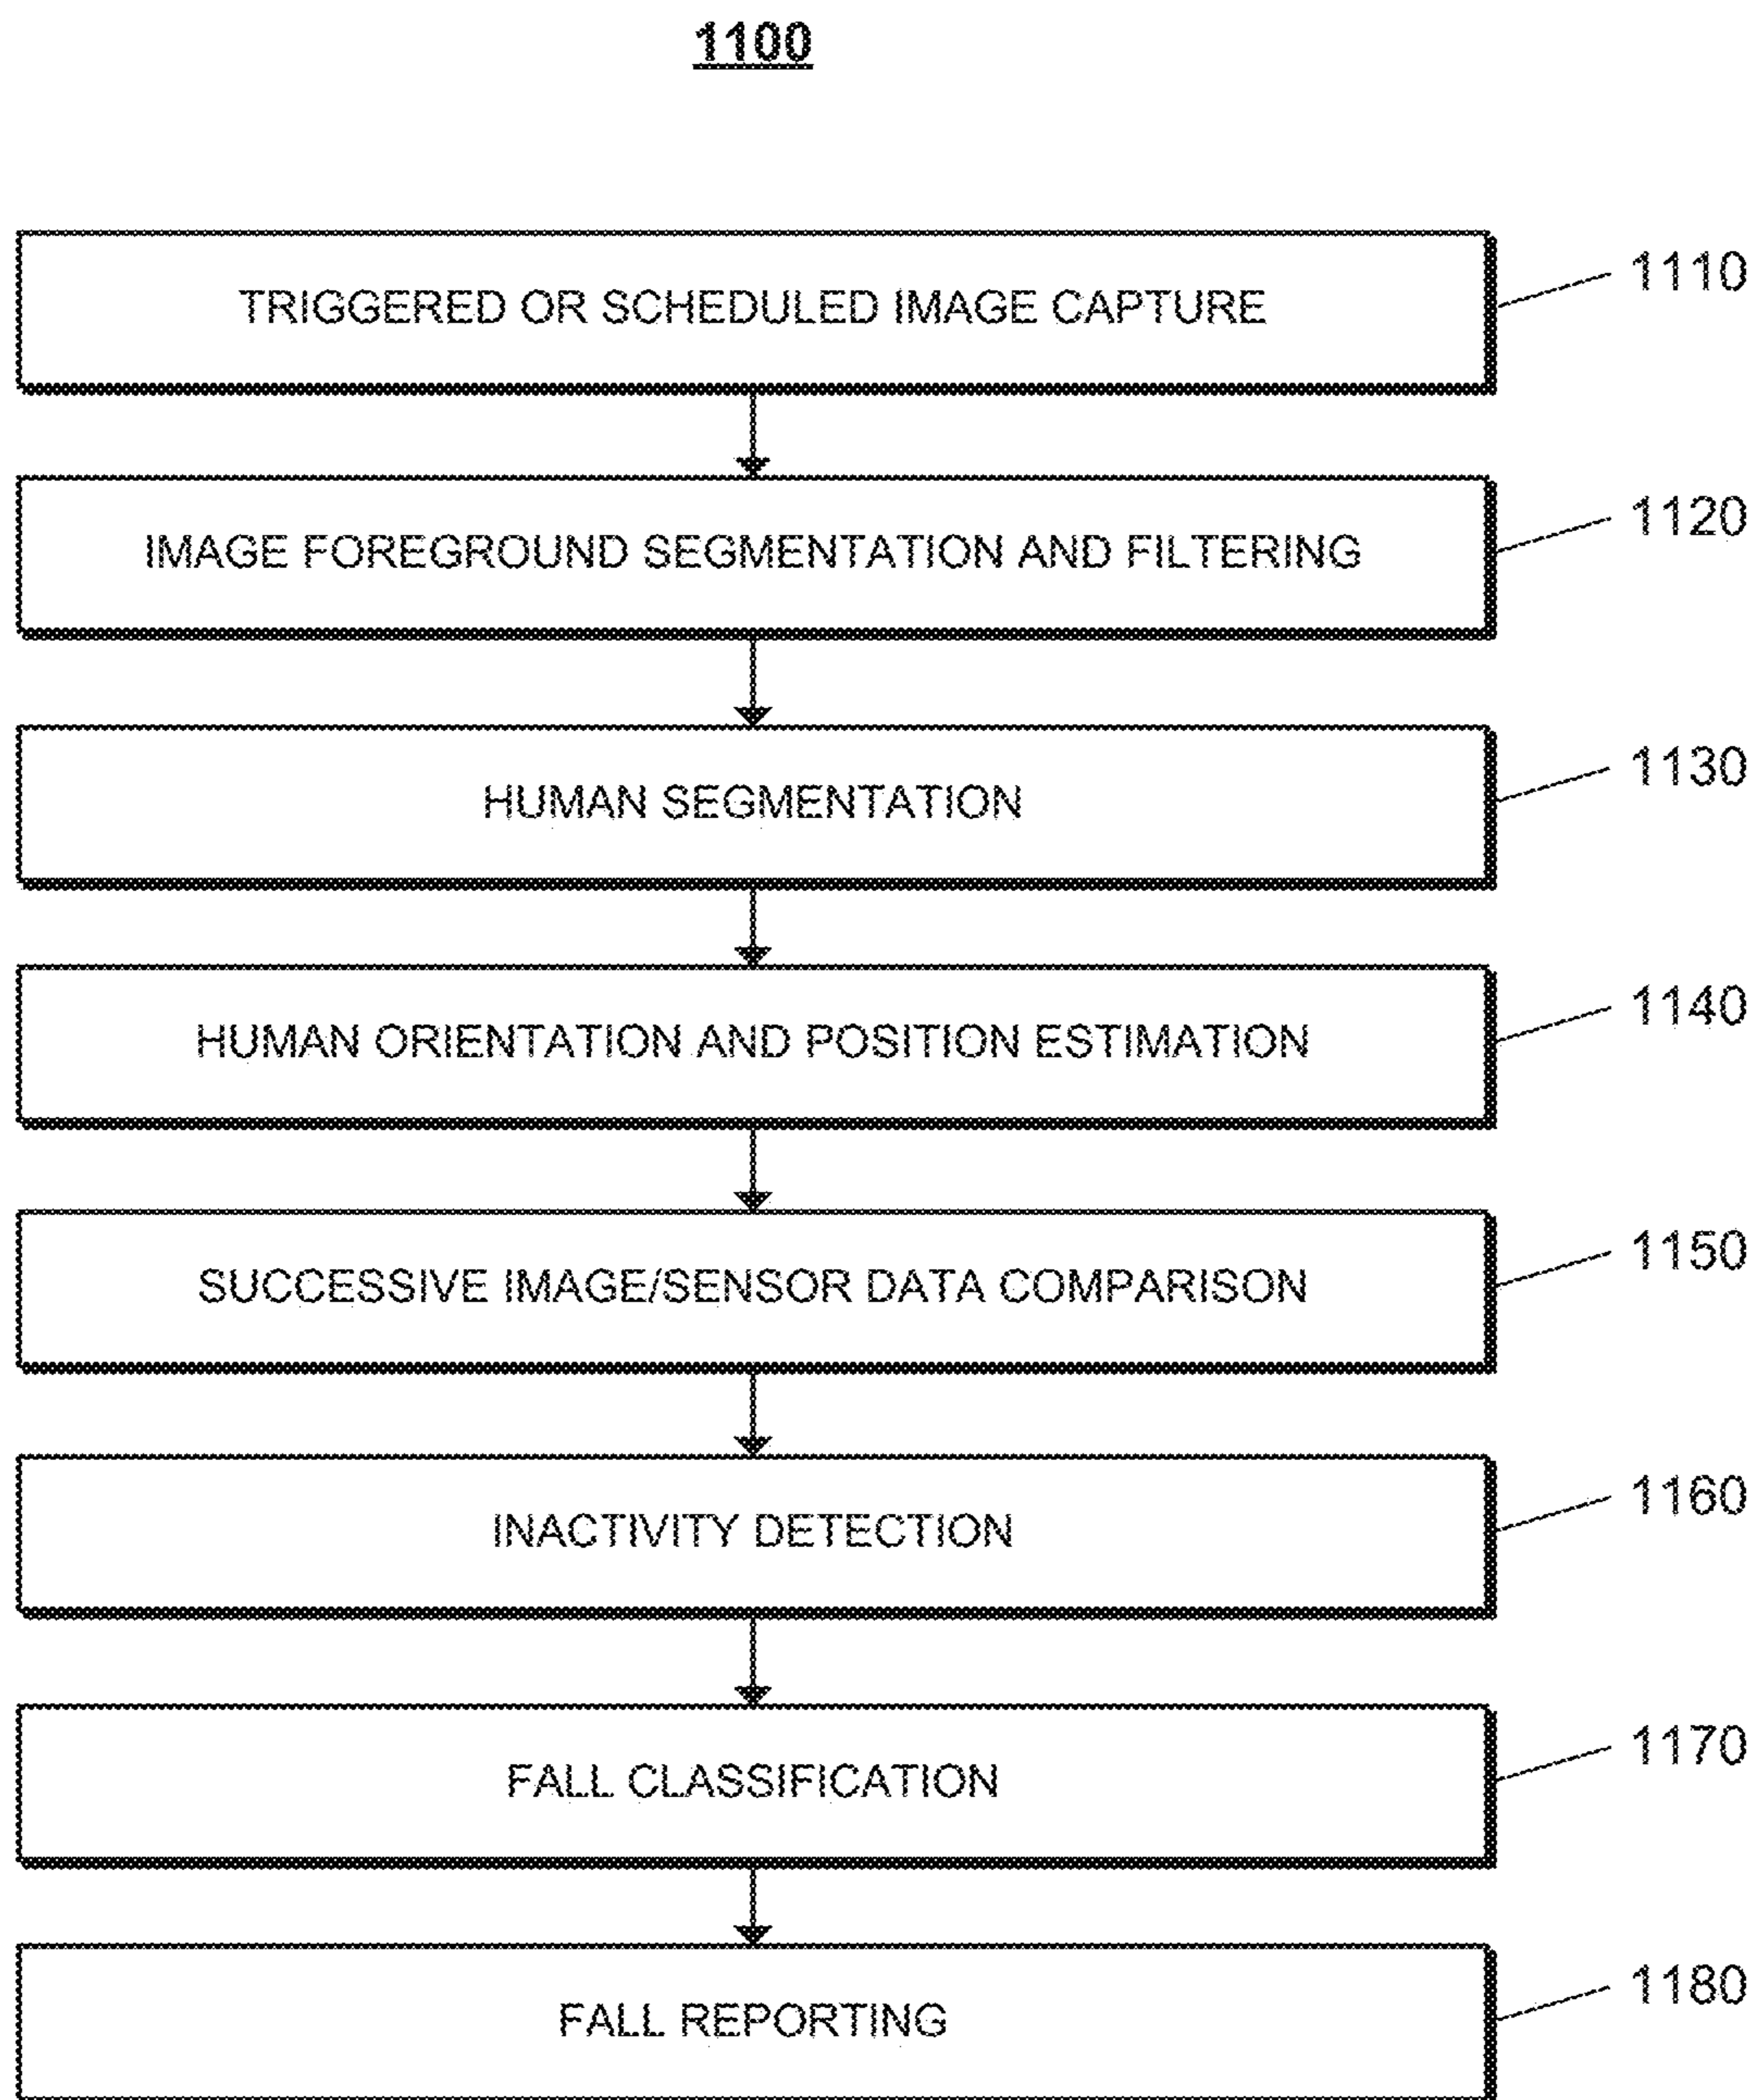 1100
TRIGGERED OR SCHEDULED IMAGE CAPTURE
1110
IMAGE FOREGROUND SEGMENTATION AND FILTERING
1120
HUMAN SEGMENTATION
1130
HUMAN ORIENTATION AND POSITION ESTIMATION
1140
SUCCESSIVE IMAGE/SENSOR DATA COMPARISON
1150
INACTIVITY DETECTION
1160
FALL CLASSIFICATION
1170
FALL REPORTING
1180